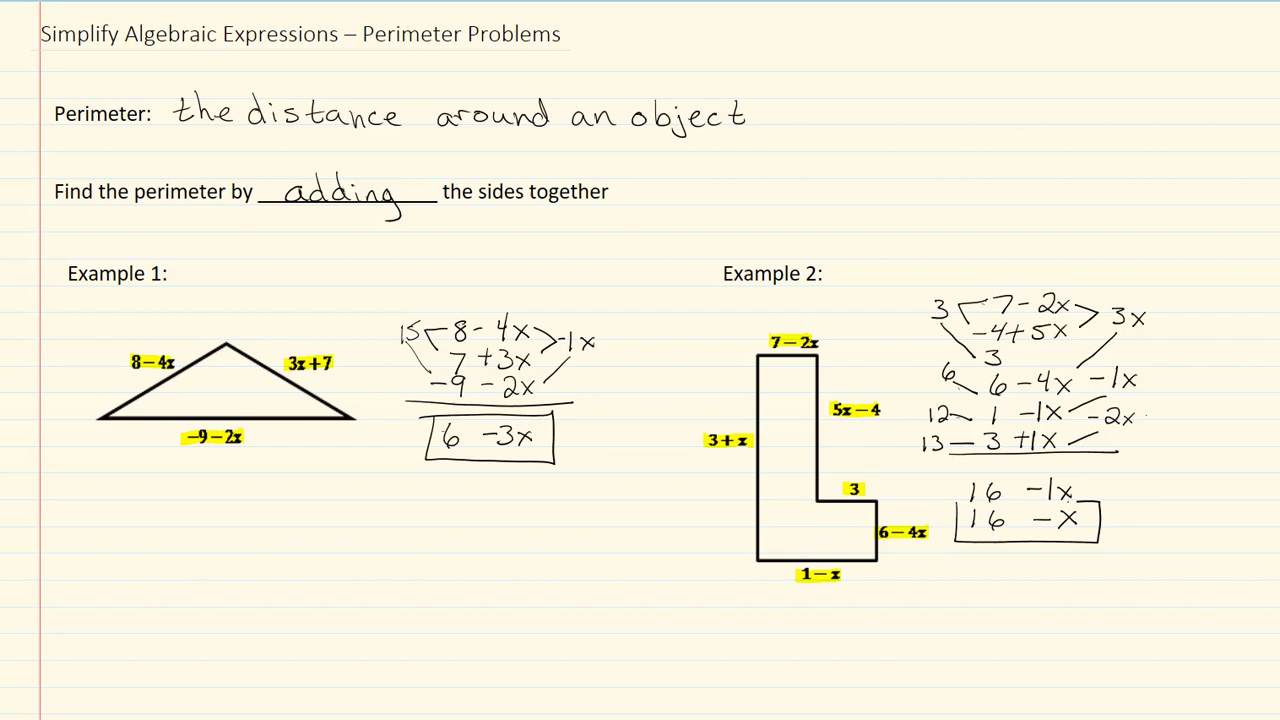 Simplify Algebraic Expressions – Perimeter Problems
Perimeter: the distance around an object
Find the perimeter by adding the sides together
Example 1:
8 – 4x
3x + 7
–9 – 2x
15 8 - 4x -1x
7 + 3x
-9 - 2x
6 - 3x
Example 2:
7 – 2x
5x – 4
3 + x
3
6 – 4x
1 – x
3 7 - 2x 3x
-4 + 5x
3
6 6 - 4x -1x
12 1 - 1x -2x
13 3 + 1x
16 - 1x
16 - x